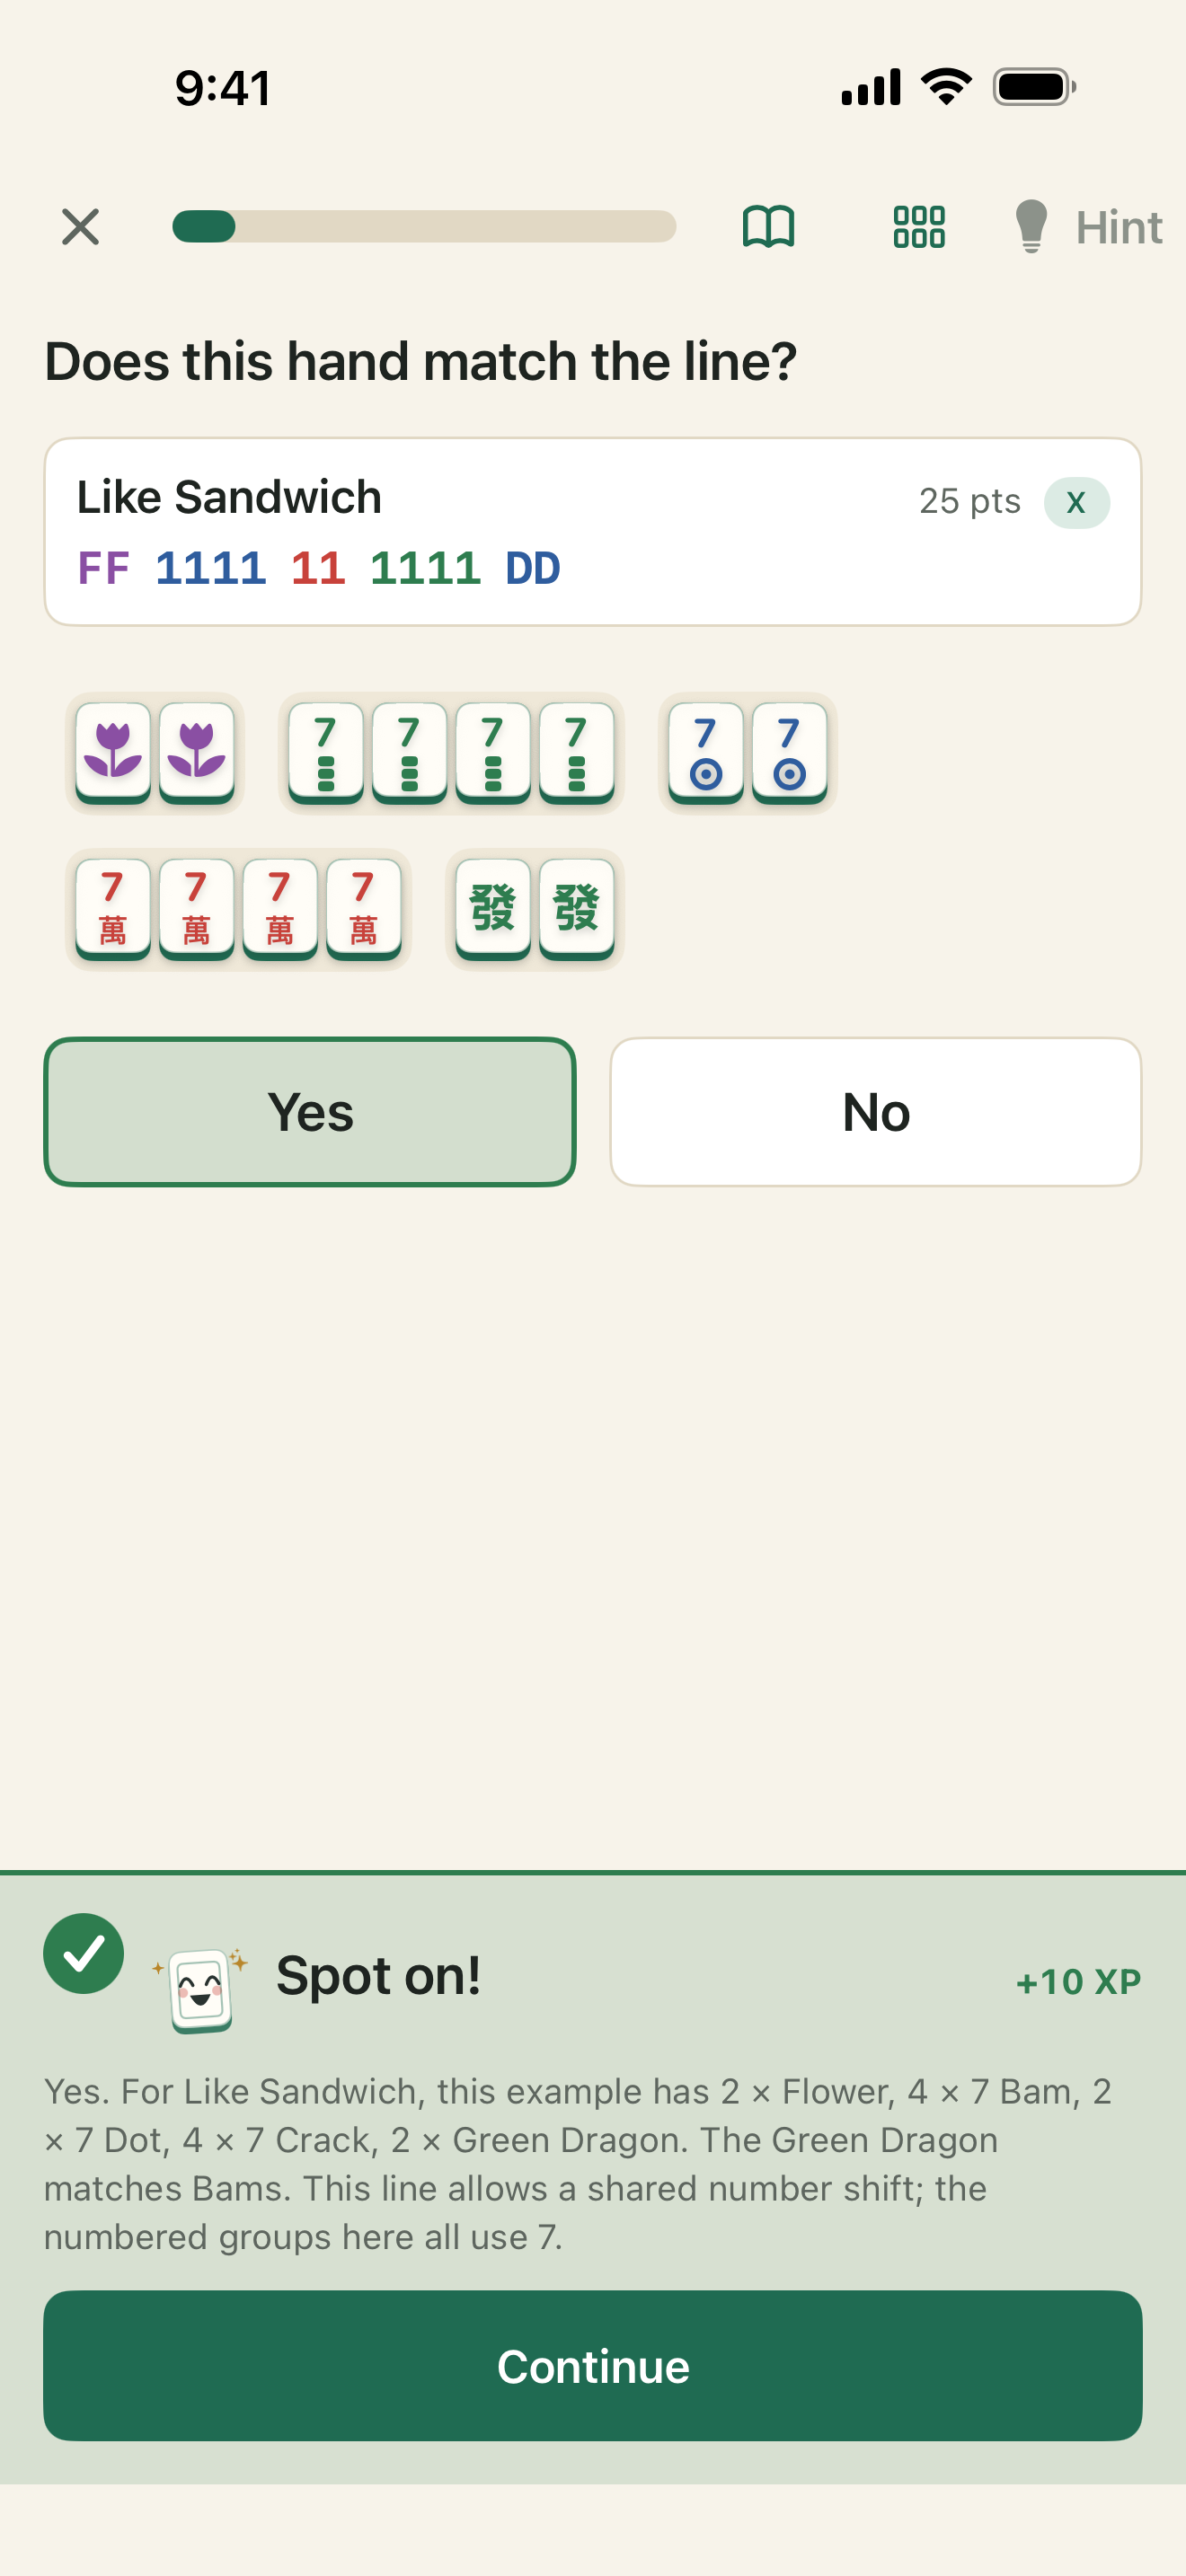 9:41
Hint
Does this hand match the line?
Like Sandwich 25 pts X
FF 1111 11 1111 DD
7 7 7 7 7 7
7 7 7 7
萬 萬 萬 萬 發 發
Yes No
Spot on! +10 XP
Yes. For Like Sandwich, this example has 2 × Flower, 4 × 7 Bam, 2
× 7 Dot, 4 × 7 Crack, 2 × Green Dragon. The Green Dragon
matches Bams. This line allows a shared number shift; the
numbered groups here all use 7.
Continue